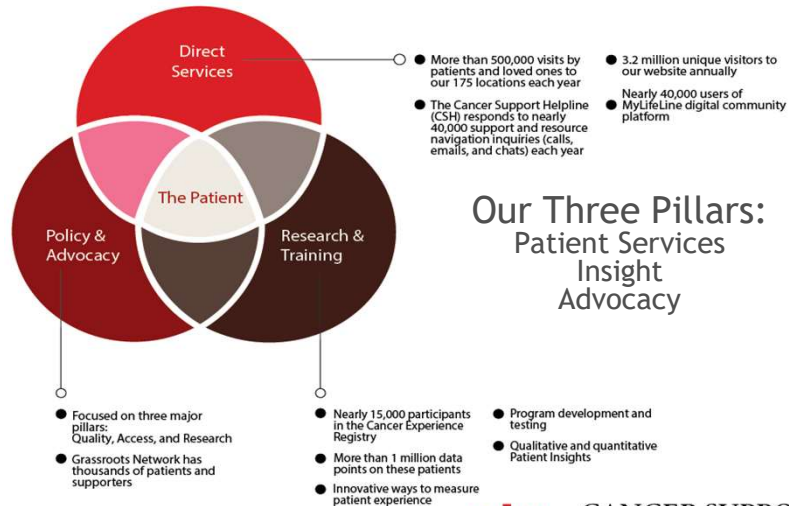 Direct
Services
The Patient
Policy &
Advocacy
Research &
Training
More than 500,000 visits by
patients and loved ones to
our 175 locations each year
The Cancer Support Helpline
(CSH) responds to nearly
40,000 support and resource
navigation inquiries (calls,
emails, and chats) each year
3.2 million unique visitors to
our website annually
Nearly 40,000 users of
MyLifeLine digital community
platform
Our Three Pillars:
Patient Services
Insight
Advocacy
Focused on three major
pillars:
Quality, Access, and Research
Grassroots Network has
thousands of patients and
supporters
Nearly 15,000 participants
in the Cancer Experience
Registry
More than 1 million data
points on these patients
Innovative ways to measure
patient experience
Program development and
testing
Qualitative and quantitative
Patient Insights
CANCER